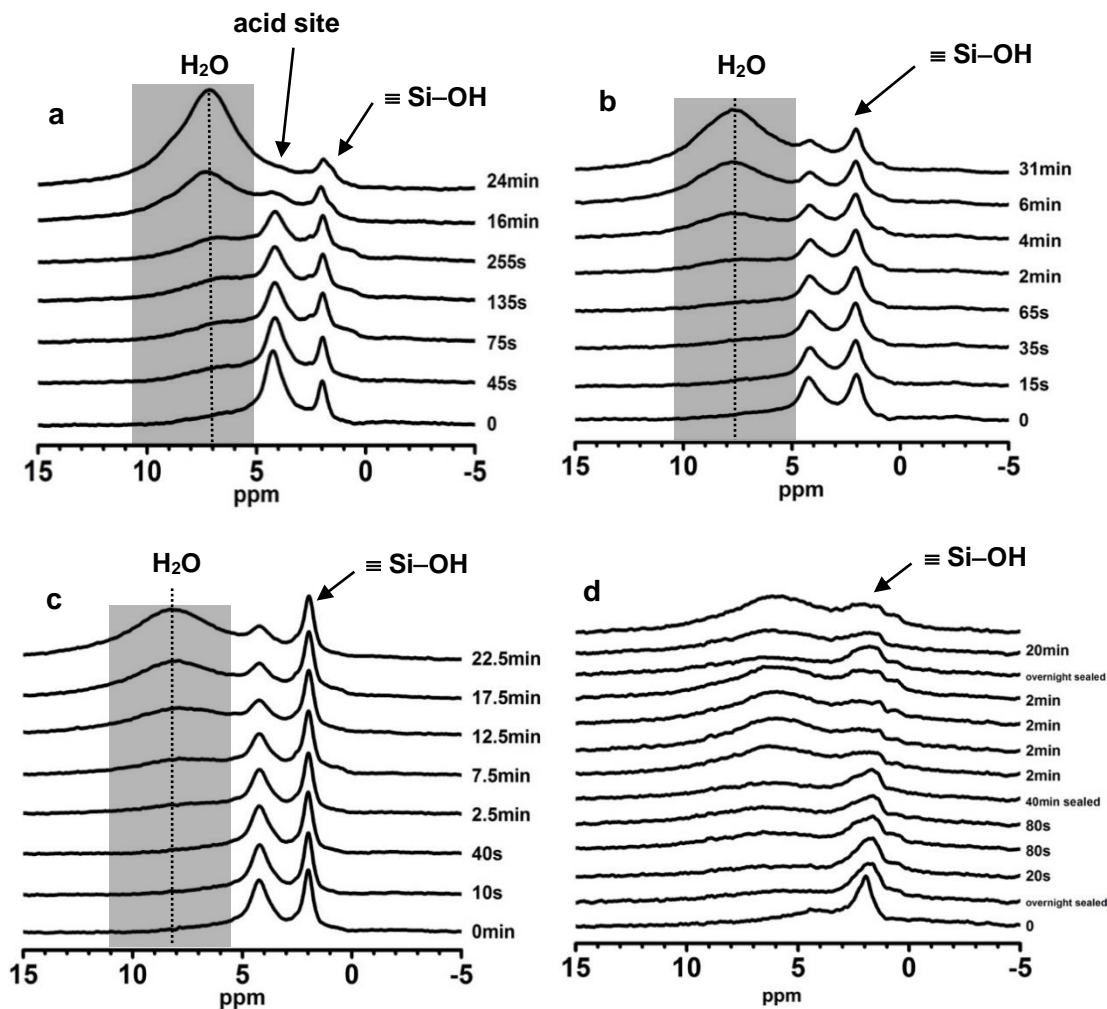 acid site
H₂O
≡ Si–OH
a
24min
16min
255s
135s
75s
45s
0
15 10 5 0 -5
ppm
H₂O
≡ Si–OH
b
31min
6min
4min
2min
65s
35s
15s
0
15 10 5 0 -5
ppm
H₂O
≡ Si–OH
c
22.5min
17.5min
12.5min
7.5min
2.5min
40s
10s
0min
15 10 5 0 -5
ppm
≡ Si–OH
d
20min
overnight sealed
2min
2min
2min
2min
40min sealed
80s
80s
20s
overnight sealed
0
15 10 5 0 -5
ppm